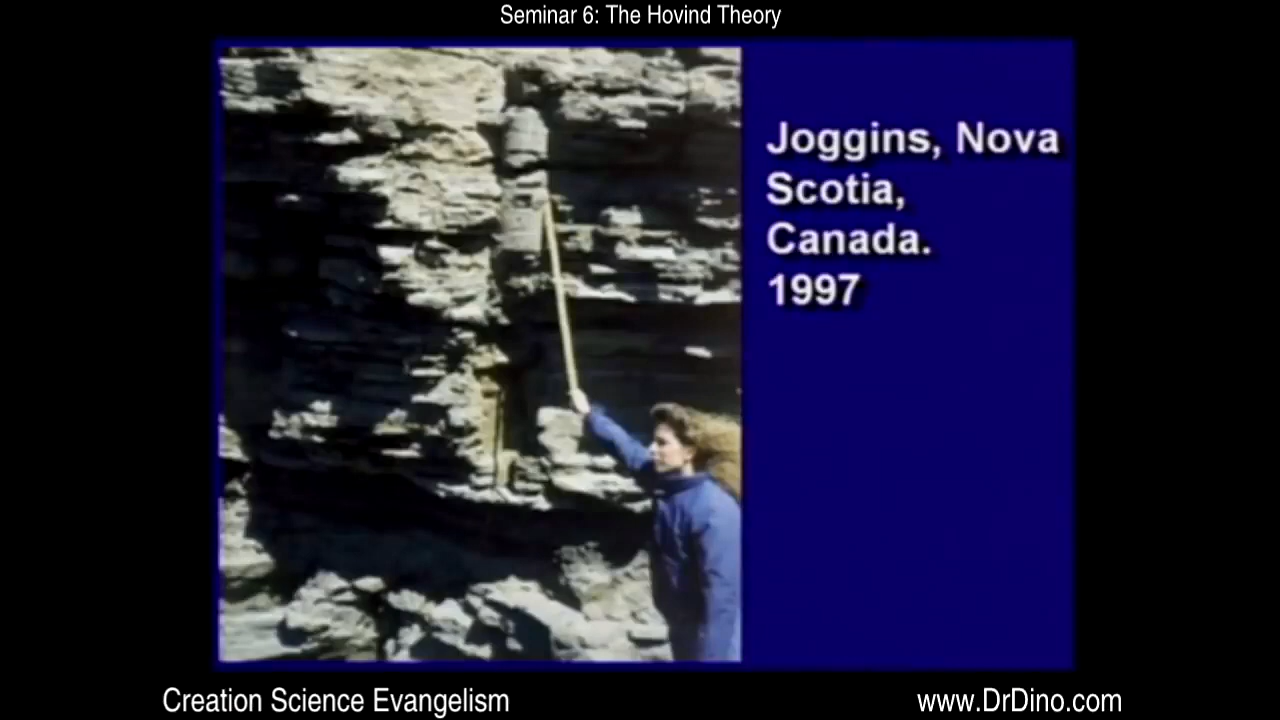 Seminar 6: The Hovind Theory
Joggins, Nova
Scotia,
Canada.
1997
Creation Science Evangelism
www.DrDino.com